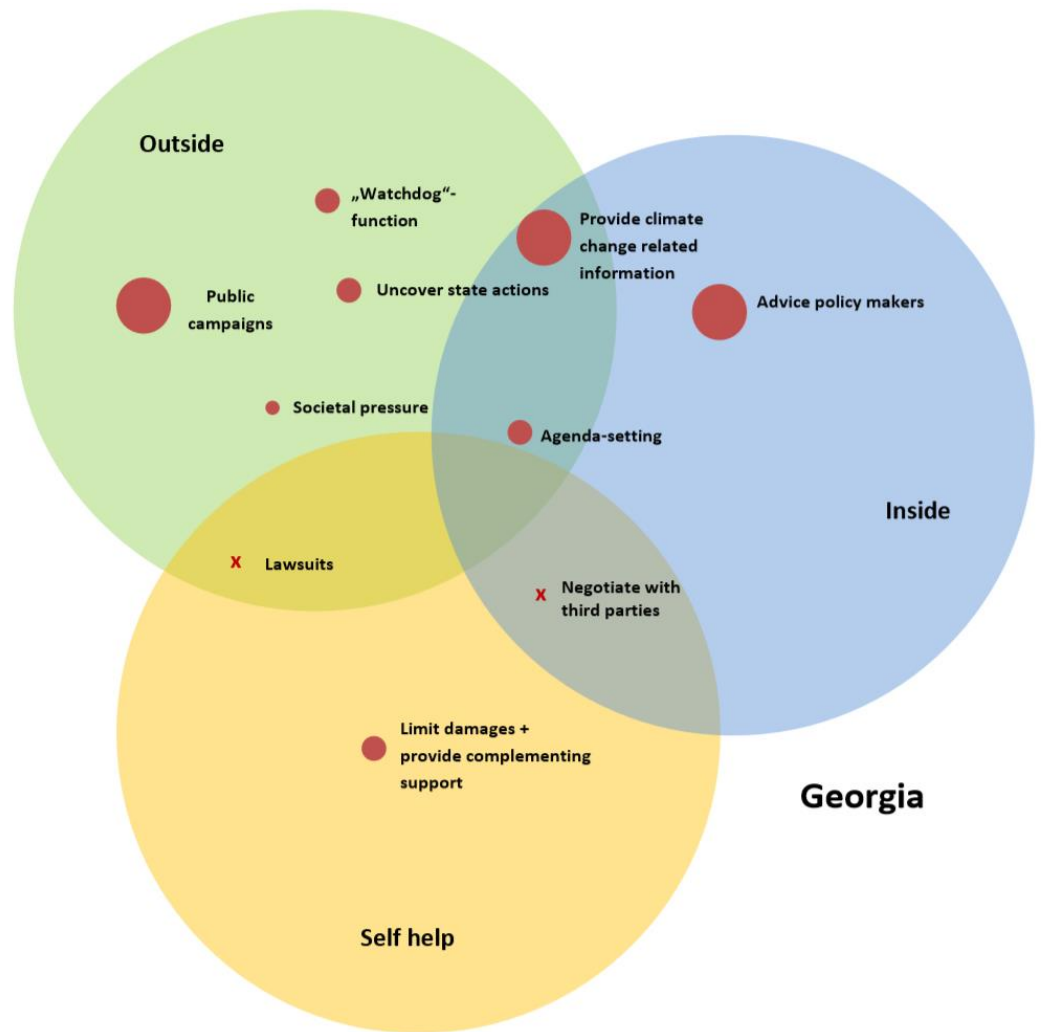 Outside
„Watchdog“-
function
Provide climate
change related
information
Public
campaigns
Uncover state actions
Advice policy makers
Societal pressure
Agenda-setting
Inside
x Lawsuits
x Negotiate with
third parties
Limit damages +
provide complementing
support
Georgia
Self help